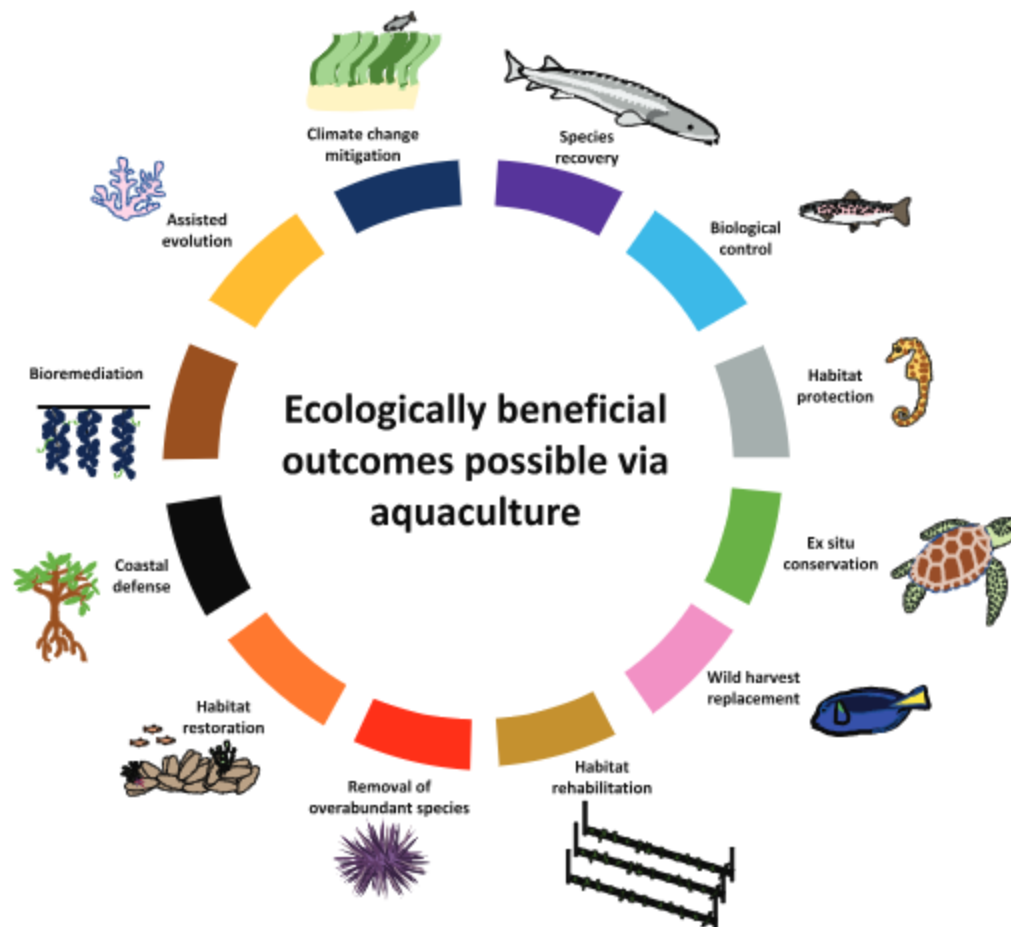 Climate change
mitigation
Species
recovery
Biological
control
Habitat
protection
Ex situ
conservation
Wild harvest
replacement
Habitat
rehabilitation
Removal of
overabundant species
Habitat
restoration
Coastal
defense
Bioremediation
Assisted
evolution
Ecologically beneficial
outcomes possible via
aquaculture